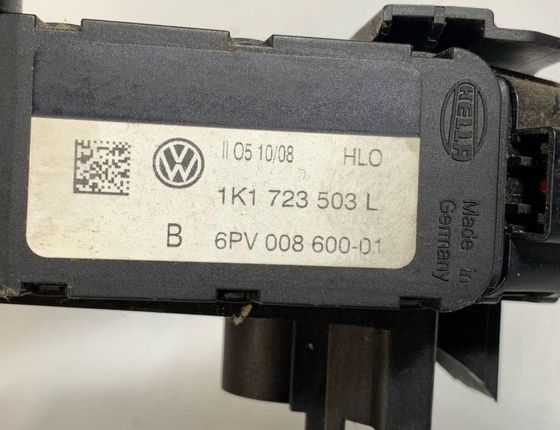 II 05 10/08 HLO
1K1 723 503 L
B 6PV 008 600-01
HELLA
Made in
Germany